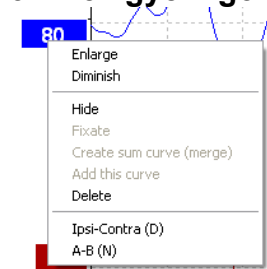 80
Enlarge
Diminish
Hide
Fixate
Create sum curve (merge)
Add this curve
Delete
Ipsi-Contra (D)
A-B (N)